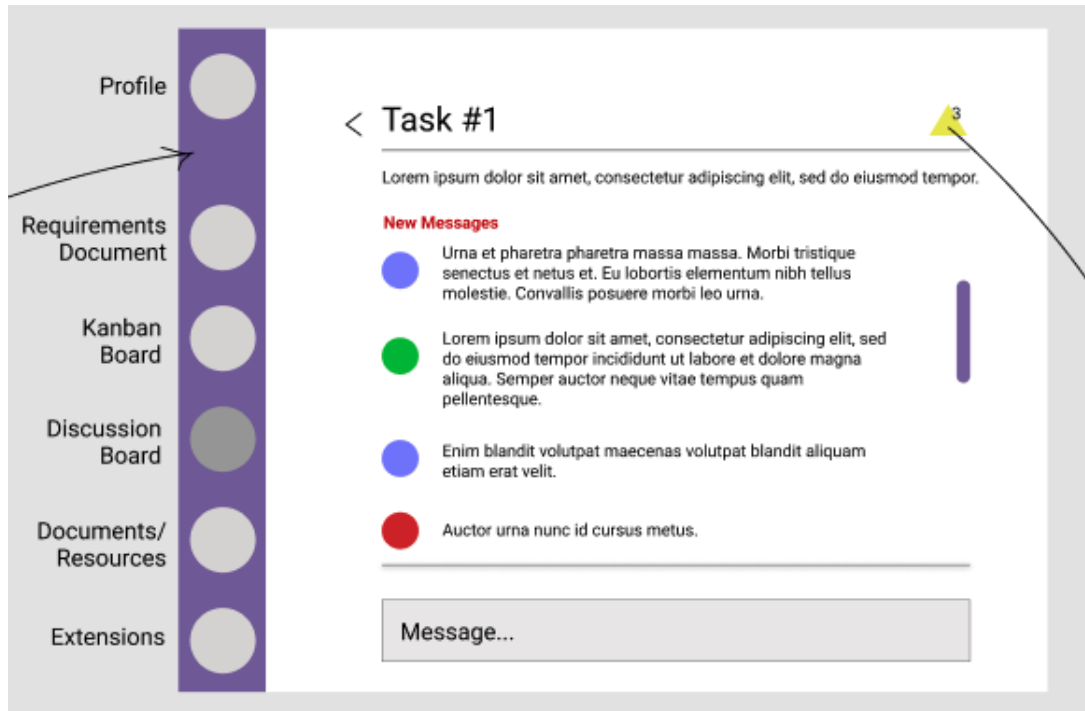 Profile
Requirements
Document
Kanban
Board
Discussion
Board
Documents/
Resources
Extensions
< Task #1
3
Lorem ipsum dolor sit amet, consectetur adipiscing elit, sed do eiusmod tempor.
New Messages
Urna et pharetra pharetra massa massa. Morbi tristique
senectus et netus et. Eu lobortis elementum nibh tellus
molestie. Convallis posuere morbi leo urna.
Lorem ipsum dolor sit amet, consectetur adipiscing elit, sed
do eiusmod tempor incididunt ut labore et dolore magna
aliqua. Semper auctor neque vitae tempus quam
pellentesque.
Enim blandit volutpat maecenas volutpat blandit aliquam
etiam erat velit.
Auctor urna nunc id cursus metus.
Message...